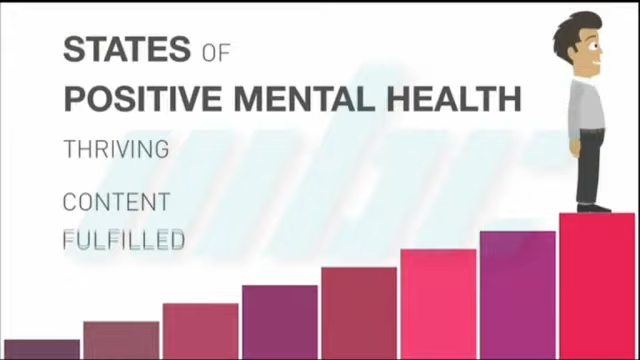 STATES OF
POSITIVE MENTAL HEALTH
THRIVING
CONTENT
FULFILLED